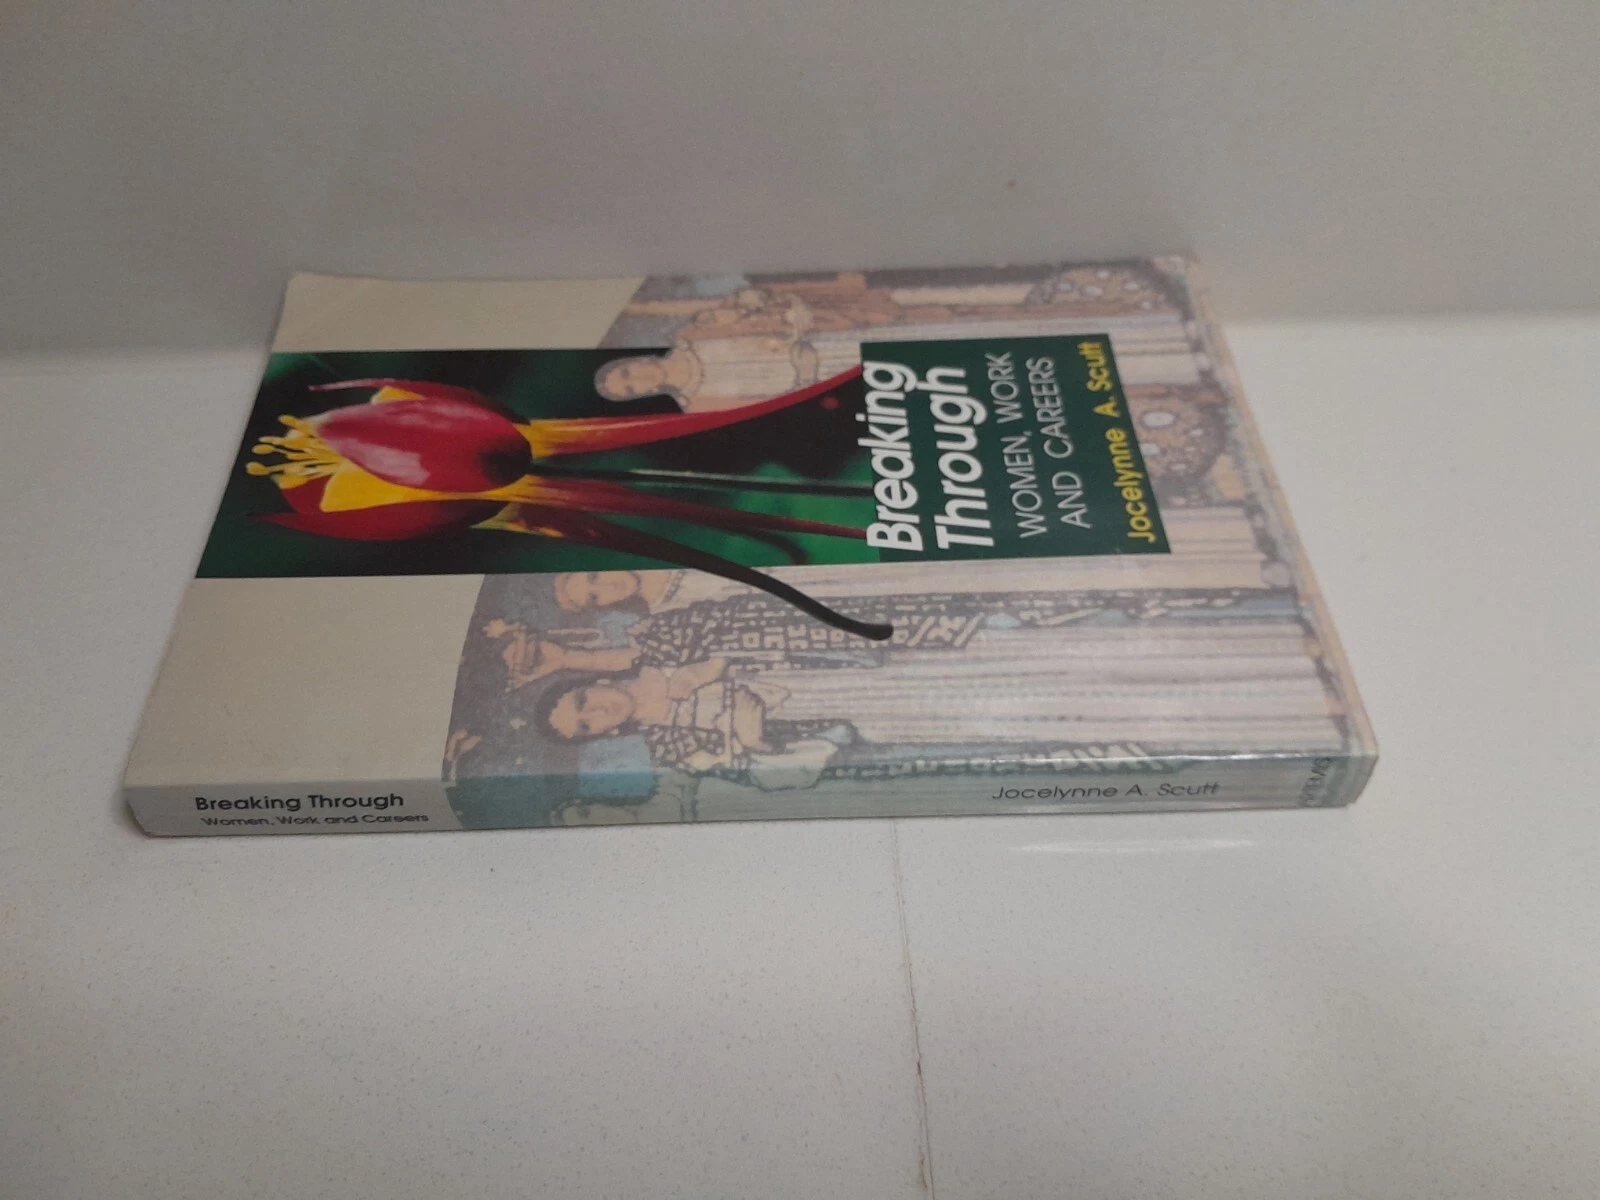 Breaking
Through
WOMEN, WORK
AND CAREERS
Jocelynne A. Scutt
Breaking Through
Women, Work and Careers
Jocelynne A. Scutt